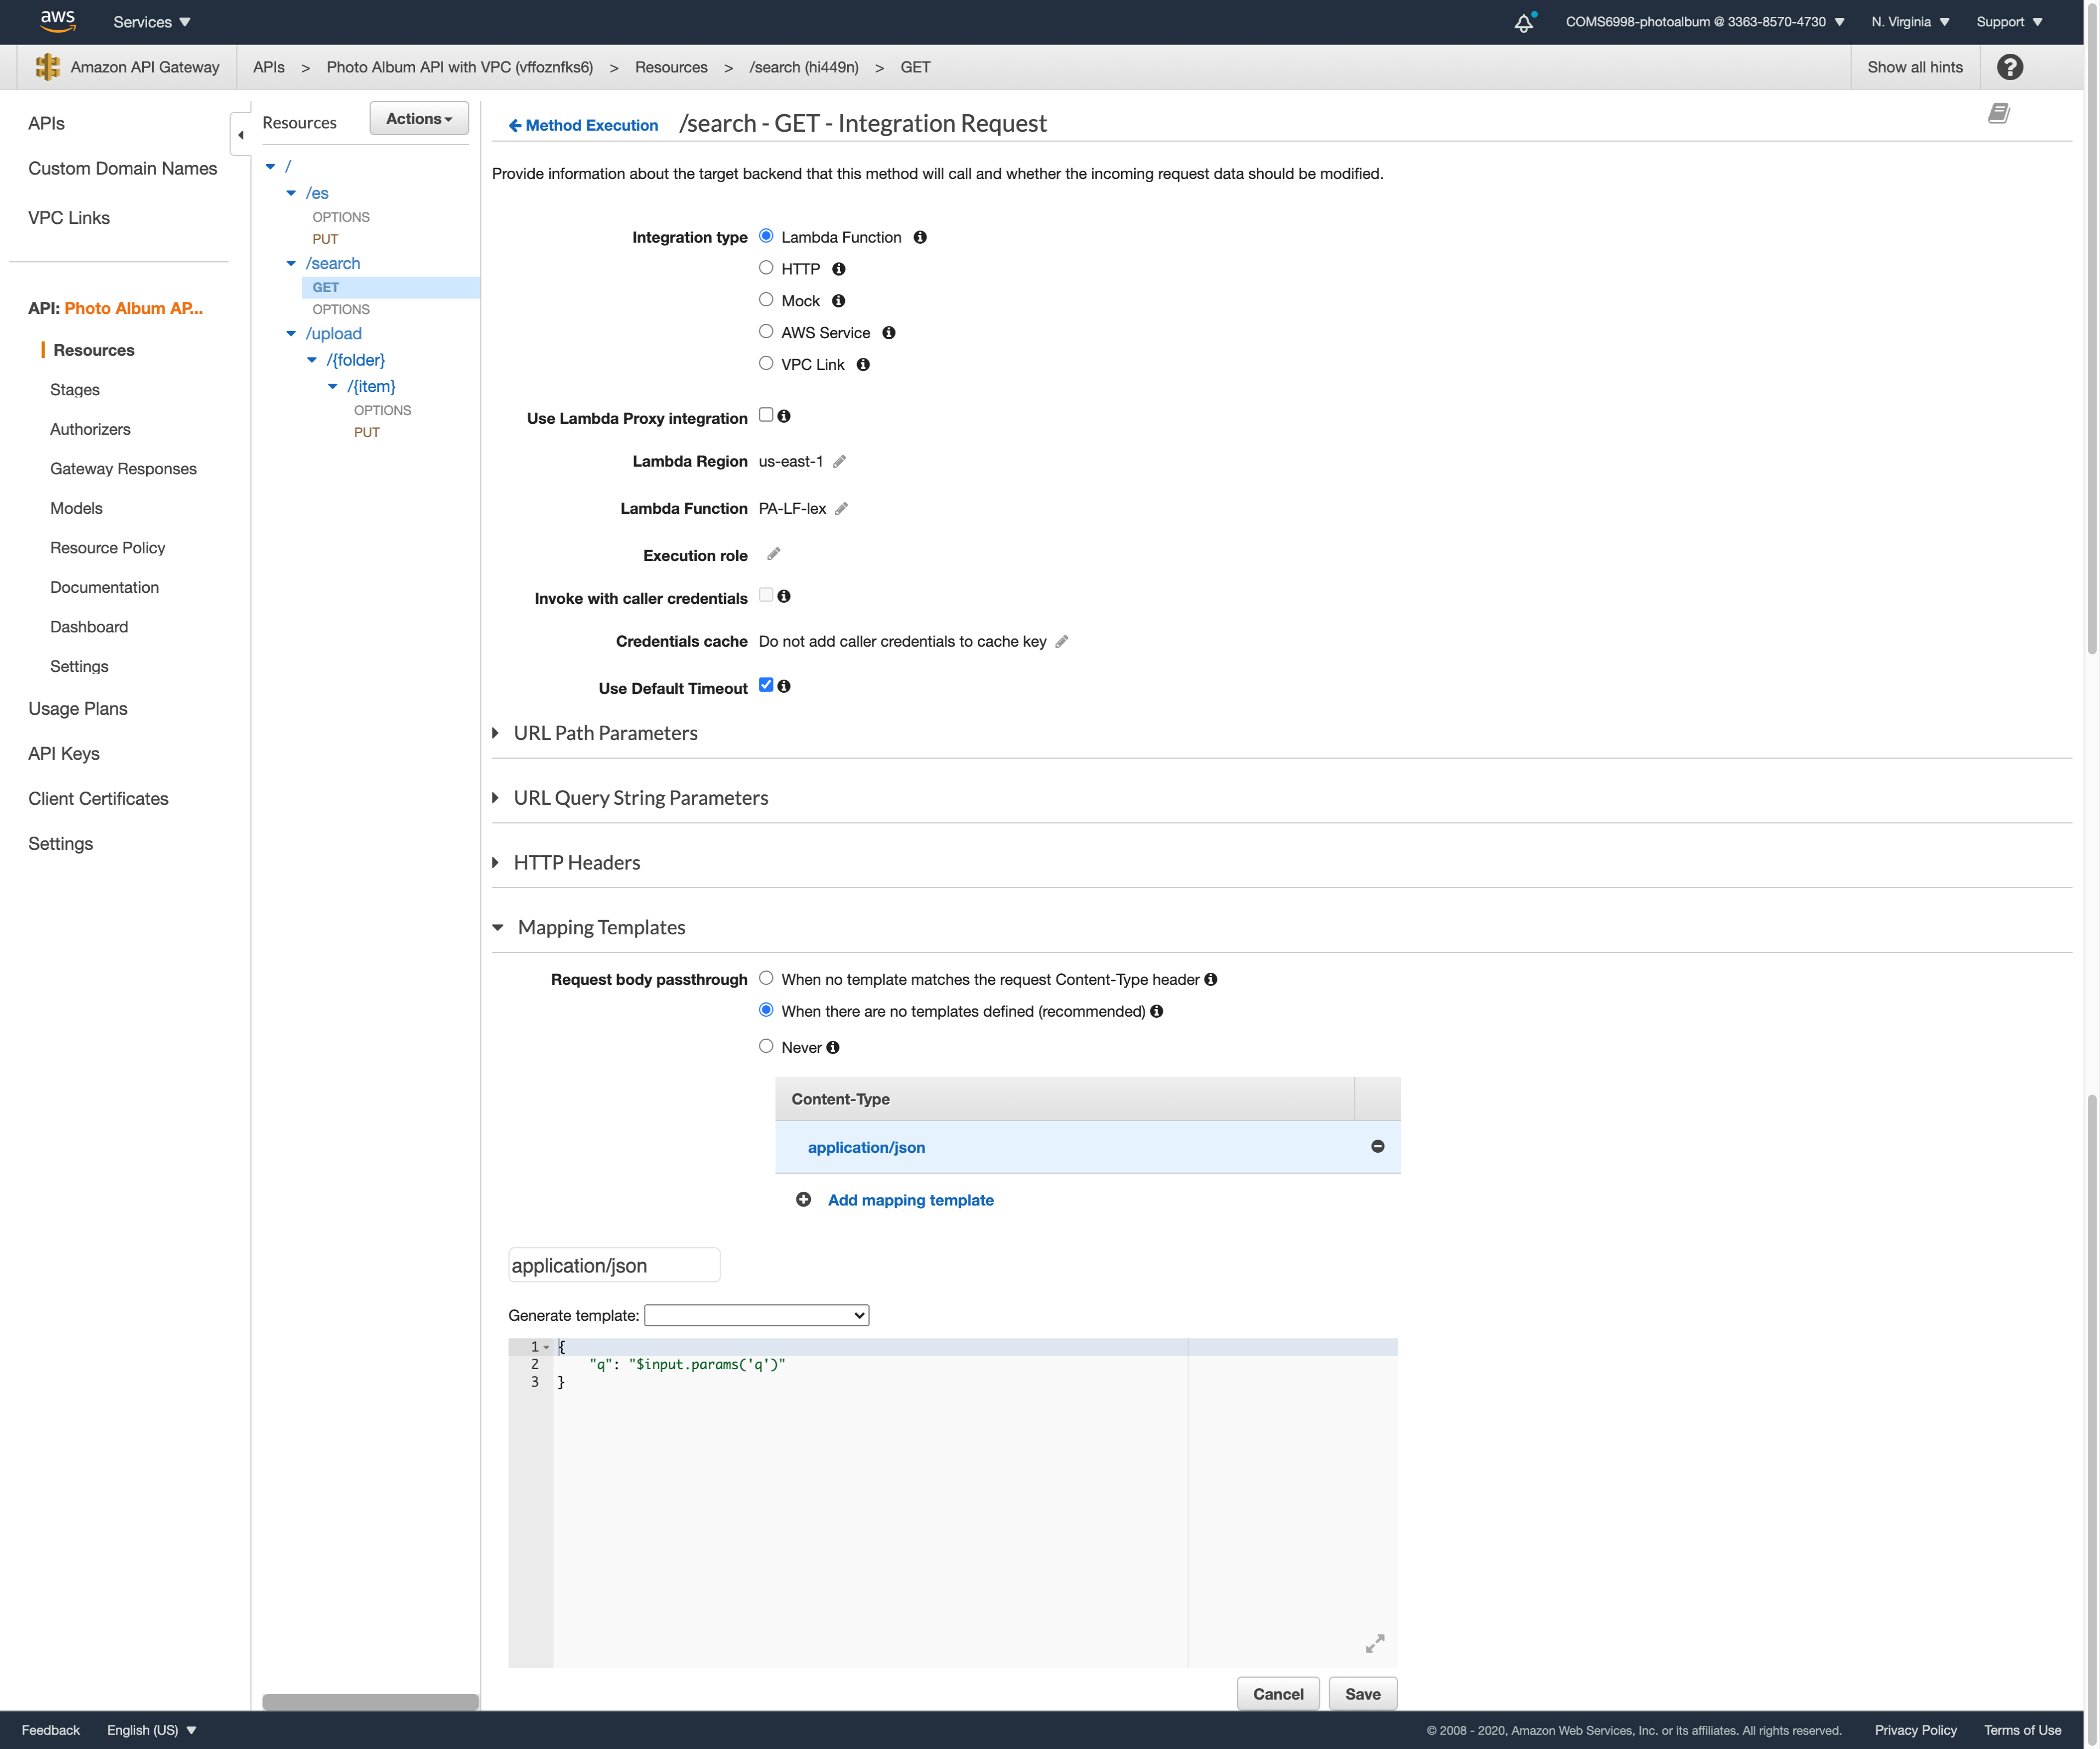 aws
Services
COMS6998-photoalbum @ 3363-8570-4730
N. Virginia
Support
Amazon API Gateway
APIs > Photo Album API with VPC (vffoznfks6) > Resources > /search (hi449n) > GET
Show all hints
?
APIs
Custom Domain Names
VPC Links
API: Photo Album AP...
Resources
Stages
Authorizers
Gateway Responses
Models
Resource Policy
Documentation
Dashboard
Settings
Usage Plans
API Keys
Client Certificates
Settings
Resources
Actions
/
/es
OPTIONS
PUT
/search
GET
OPTIONS
/upload
/{folder}
/{item}
OPTIONS
PUT
Method Execution /search - GET - Integration Request
Provide information about the target backend that this method will call and whether the incoming request data should be modified.
Integration type Lambda Function
HTTP
Mock
AWS Service
VPC Link
Use Lambda Proxy integration
Lambda Region us-east-1
Lambda Function PA-LF-lex
Execution role
Invoke with caller credentials
Credentials cache Do not add caller credentials to cache key
Use Default Timeout
URL Path Parameters
URL Query String Parameters
HTTP Headers
Mapping Templates
Request body passthrough When no template matches the request Content-Type header
When there are no templates defined (recommended)
Never
Content-Type
application/json
Add mapping template
application/json
Generate template:
1 {
2 "q": "$input.params('q')"
3 }
Cancel
Save
Feedback
English (US)
© 2008 - 2020, Amazon Web Services, Inc. or its affiliates. All rights reserved.
Privacy Policy
Terms of Use